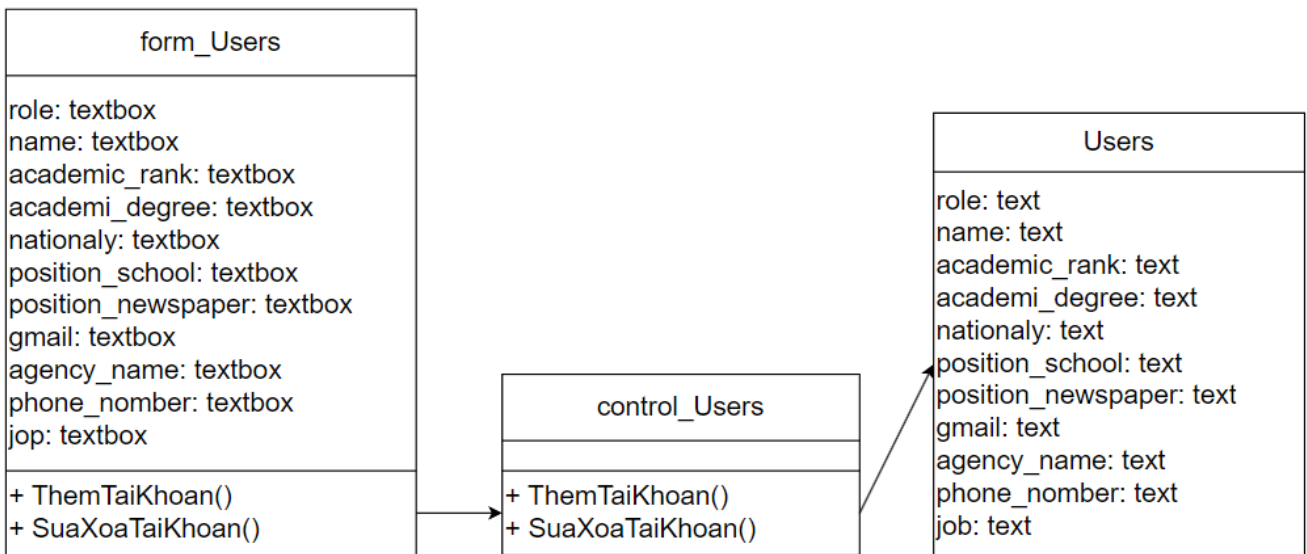 form_Users
role: textbox
name: textbox
academic_rank: textbox
academi_degree: textbox
nationaly: textbox
position_school: textbox
position_newspaper: textbox
gmail: textbox
agency_name: textbox
phone_nomber: textbox
jop: textbox
+ ThemTaiKhoan()
+ SuaXoaTaiKhoan()
control_Users
+ ThemTaiKhoan()
+ SuaXoaTaiKhoan()
Users
role: text
name: text
academic_rank: text
academi_degree: text
nationaly: text
position_school: text
position_newspaper: text
gmail: text
agency_name: text
phone_nomber: text
job: text